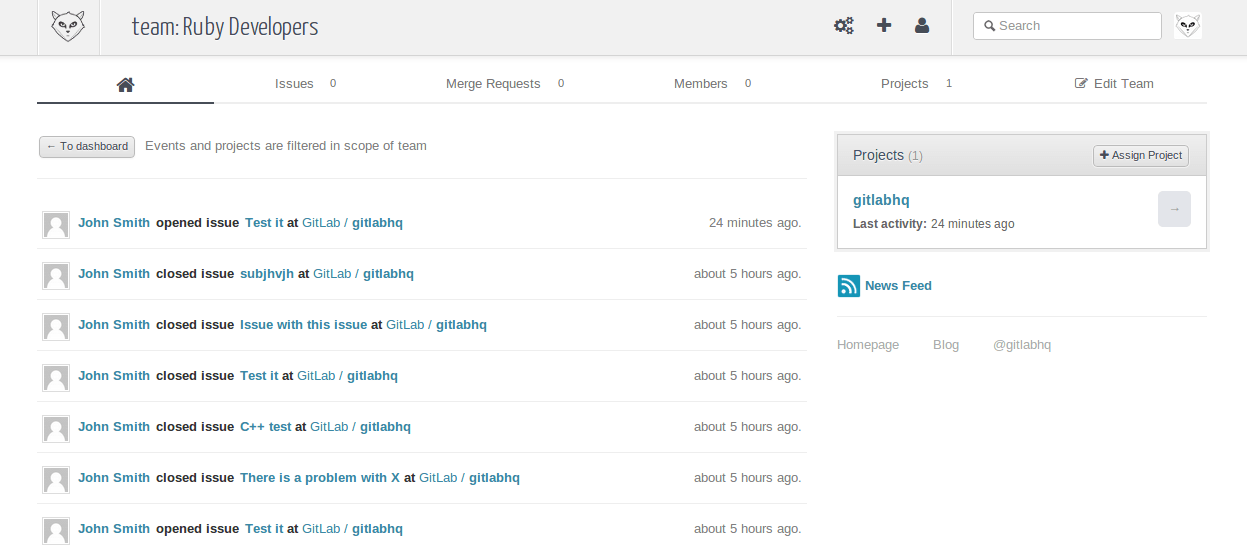 team: Ruby Developers
Search
Issues 0
Merge Requests 0
Members 0
Projects 1
Edit Team
← To dashboard
Events and projects are filtered in scope of team
John Smith opened issue Test it at GitLab / gitlabhq 24 minutes ago.
John Smith closed issue subjhvjh at GitLab / gitlabhq about 5 hours ago.
John Smith closed issue Issue with this issue at GitLab / gitlabhq about 5 hours ago.
John Smith closed issue Test it at GitLab / gitlabhq about 5 hours ago.
John Smith closed issue C++ test at GitLab / gitlabhq about 5 hours ago.
John Smith closed issue There is a problem with X at GitLab / gitlabhq about 5 hours ago.
John Smith opened issue Test it at GitLab / gitlabhq about 5 hours ago.
Projects (1)
Assign Project
gitlabhq
→
Last activity: 24 minutes ago
News Feed
Homepage Blog @gitlabhq